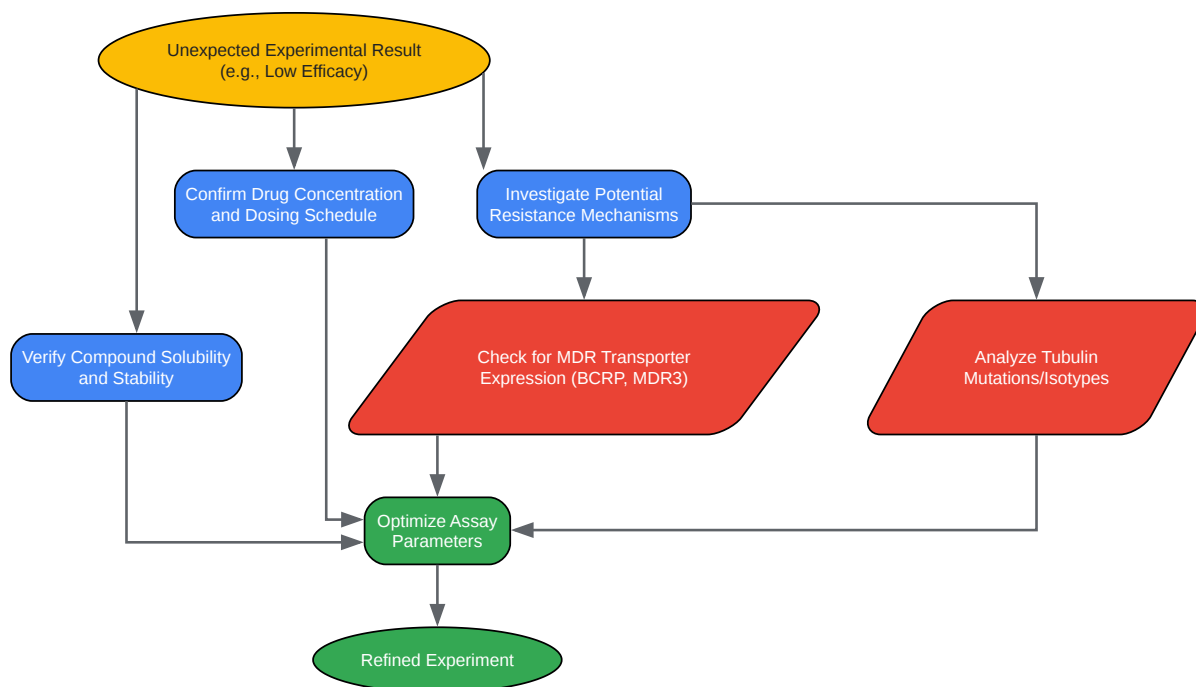 Unexpected Experimental Result
(e.g., Low Efficacy)
Confirm Drug Concentration
and Dosing Schedule
Investigate Potential
Resistance Mechanisms
Verify Compound Solubility
and Stability
Check for MDR Transporter
Expression (BCRP, MDR3)
Analyze Tubulin
Mutations/Isotypes
Optimize Assay
Parameters
Refined Experiment